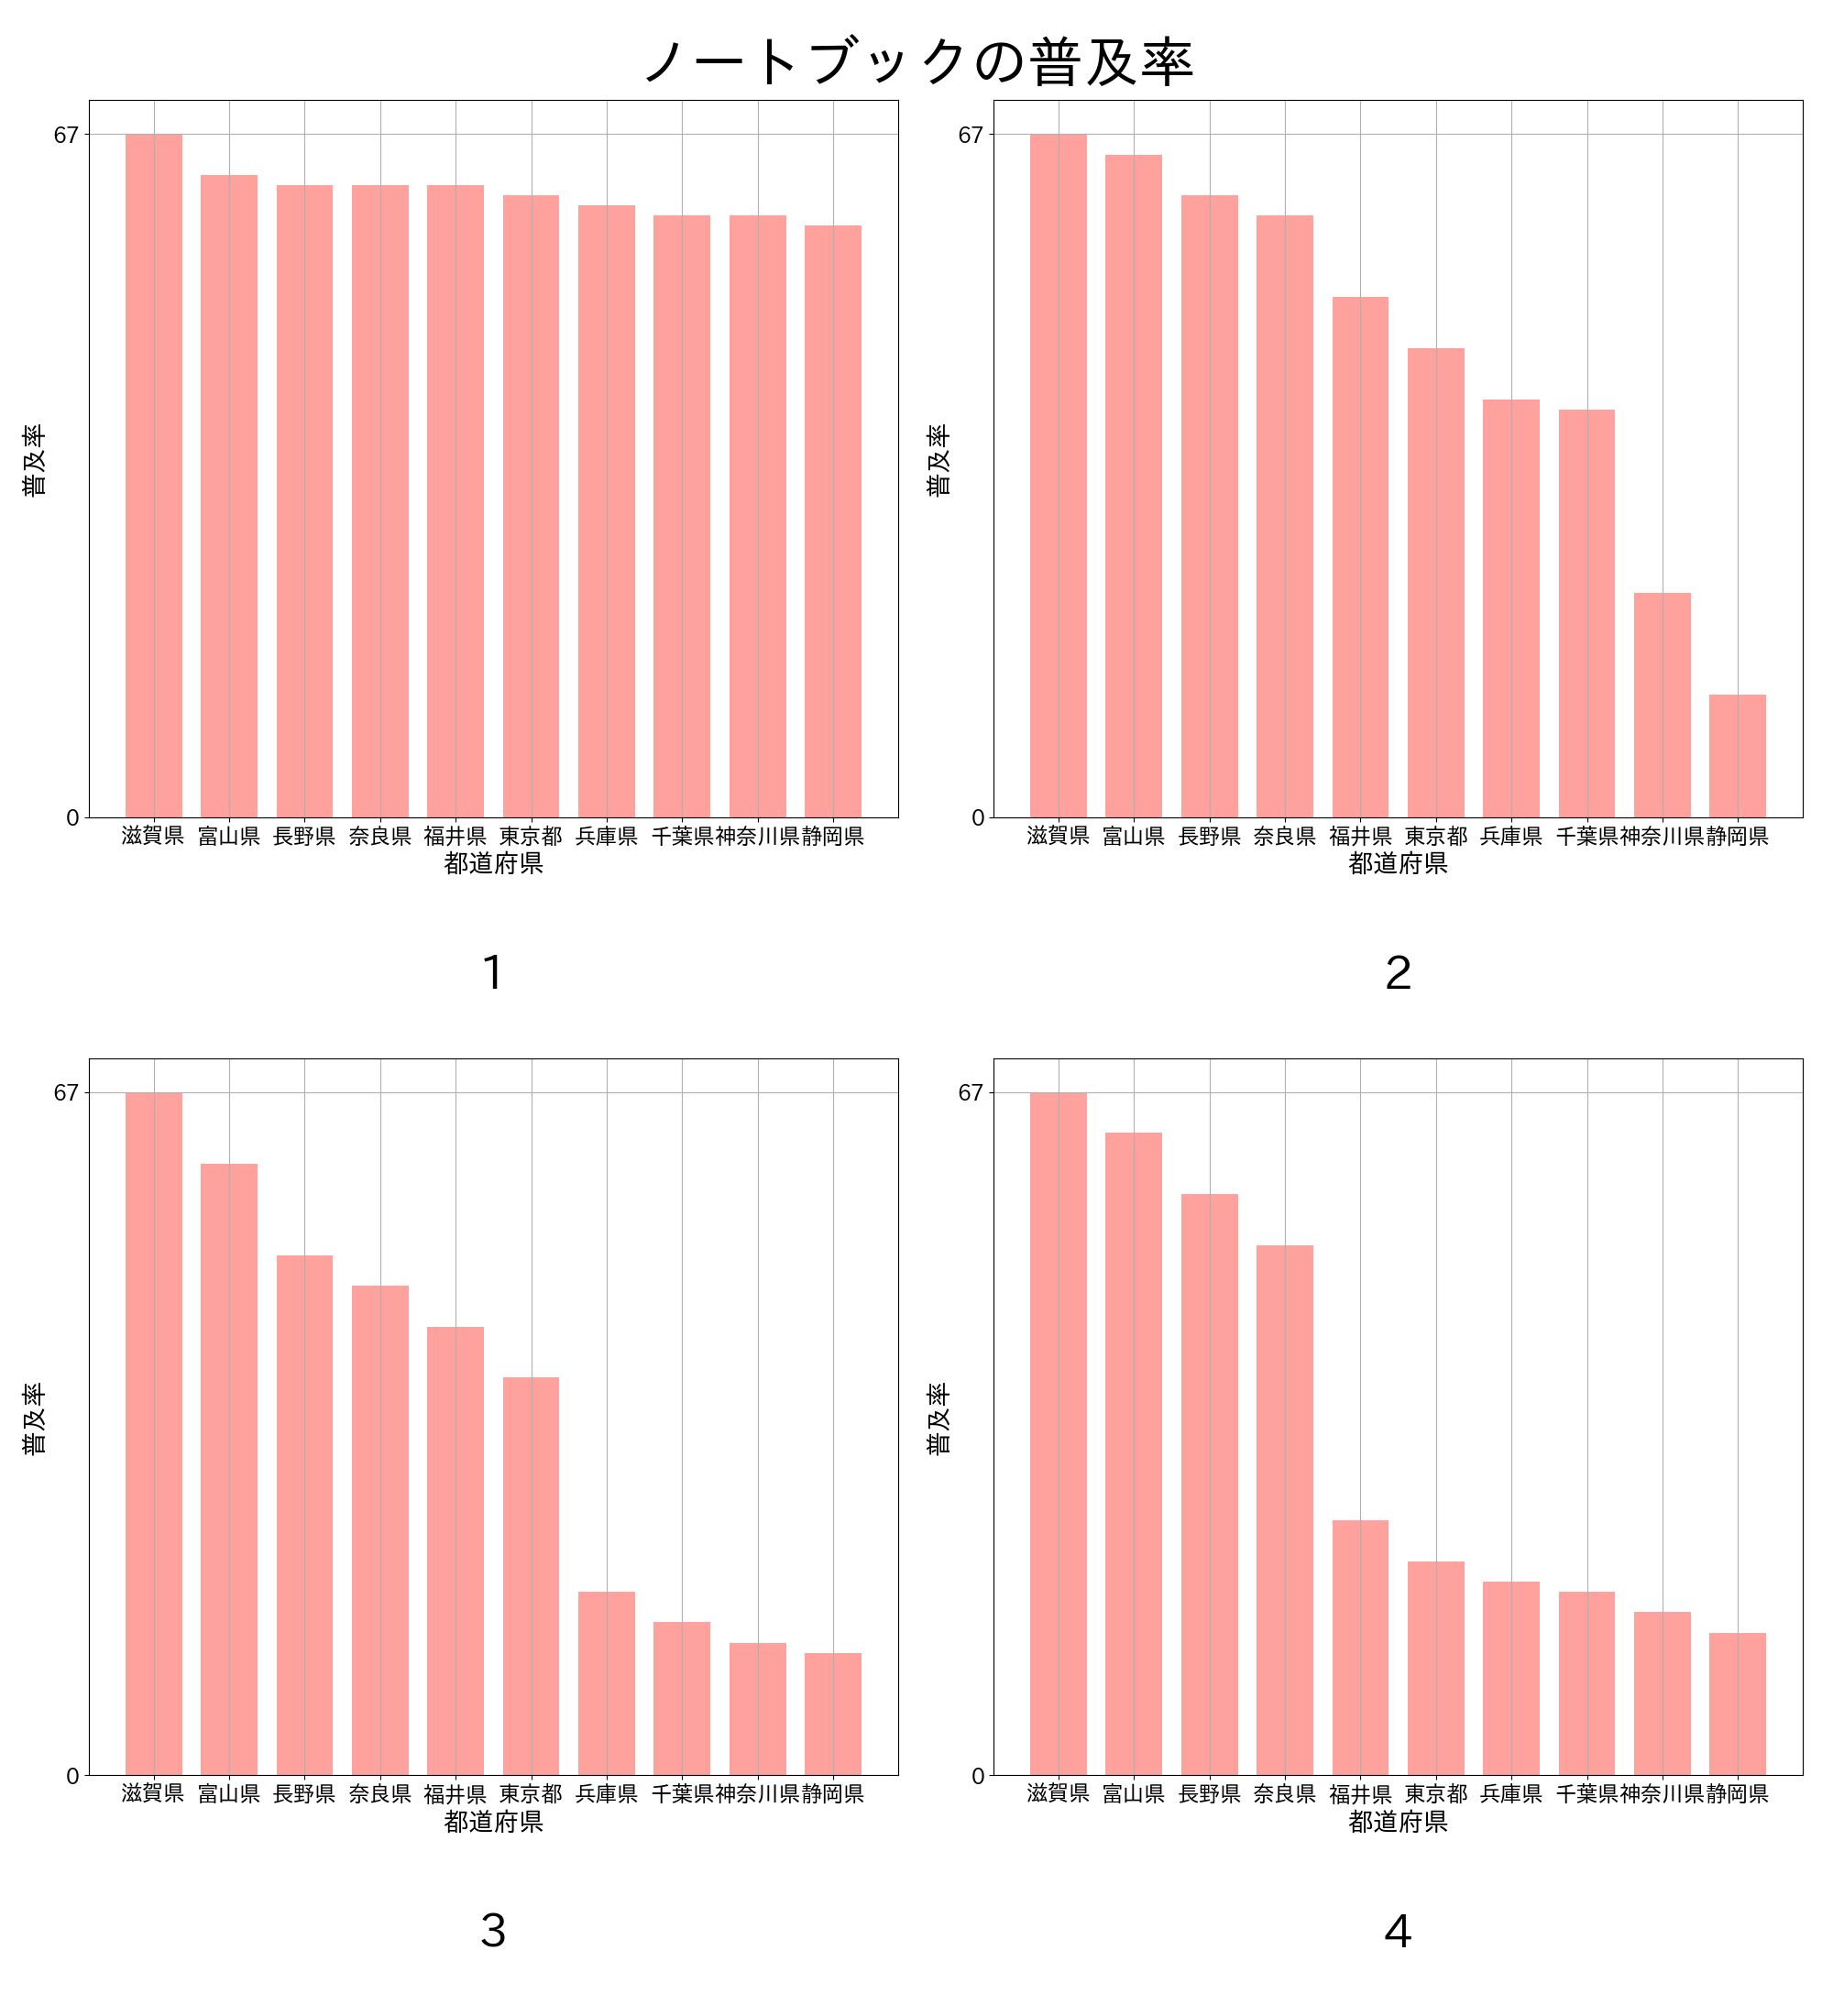 ノートブックの普及率
67
0
普及率
滋賀県 富山県 長野県 奈良県 福井県 東京都 兵庫県 千葉県 神奈川県 静岡県
都道府県
1
67
0
普及率
滋賀県 富山県 長野県 奈良県 福井県 東京都 兵庫県 千葉県 神奈川県 静岡県
都道府県
2
67
0
普及率
滋賀県 富山県 長野県 奈良県 福井県 東京都 兵庫県 千葉県 神奈川県 静岡県
都道府県
3
67
0
普及率
滋賀県 富山県 長野県 奈良県 福井県 東京都 兵庫県 千葉県 神奈川県 静岡県
都道府県
4